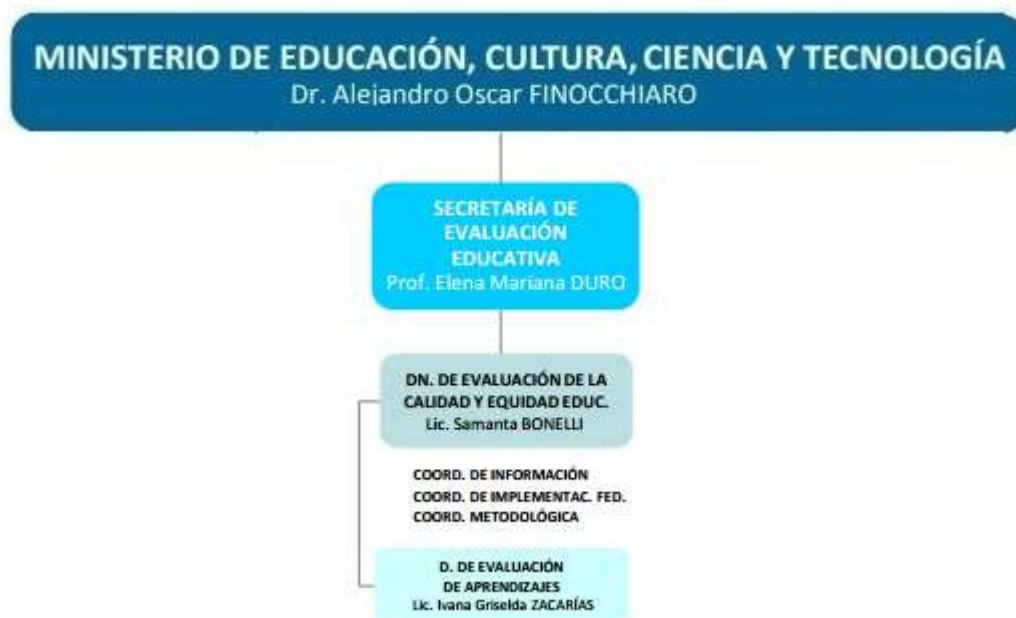 MINISTERIO DE EDUCACIÓN, CULTURA, CIENCIA Y TECNOLOGÍA
Dr. Alejandro Oscar FINOCCHIARO
SECRETARÍA DE
EVALUACIÓN
EDUCATIVA
Prof. Elena Mariana DURO
DN. DE EVALUACIÓN DE LA
CALIDAD Y EQUIDAD EDUC.
Lic. Samanta BONELLI
COORD. DE INFORMACIÓN
COORD. DE IMPLEMENTAC. FED.
COORD. METODOLÓGICA
D. DE EVALUACIÓN
DE APRENDIZAJES
Lic. Ivana Griselda ZACARÍAS